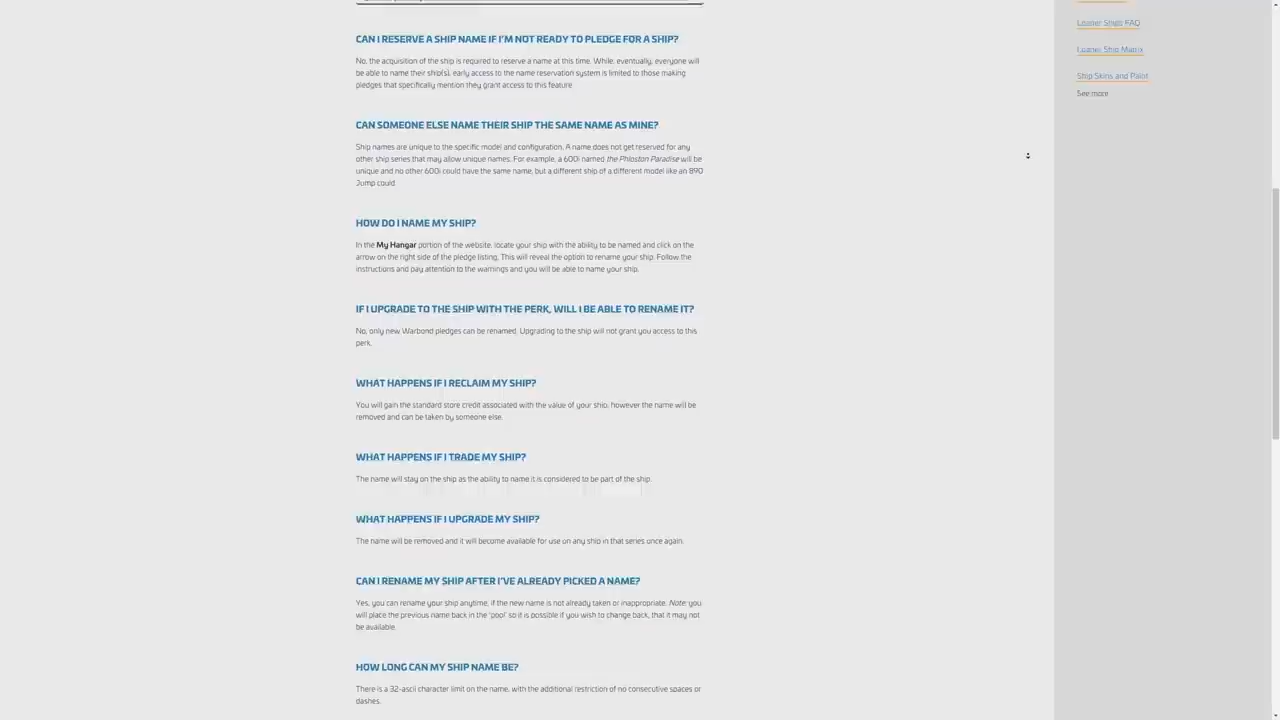 CAN I RESERVE A SHIP NAME IF I'M NOT READY TO PLEDGE FOR A SHIP?
No, the acquisition of the ship is required to reserve a name at this time. While, eventually, everyone will
be able to name their ship(s), early access to the name reservation system is limited to those making
pledges that specifically mention they grant access to this feature
CAN SOMEONE ELSE NAME THEIR SHIP THE SAME NAME AS MINE?
Ship names are unique to the specific model and configuration. A name does not get reserved for any
other ship series that may allow unique names. For example, a 600i named the Phloston Paradise will be
unique and no other 600i could have the same name, but a different ship of a different model like an 890
Jump could.
HOW DO I NAME MY SHIP?
In the My Hangar portion of the website, locate your ship with the ability to be named and click on the
arrow on the right side of the pledge listing. This will reveal the option to rename your ship. Follow the
instructions and pay attention to the warnings and you will be able to name your ship.
IF I UPGRADE TO THE SHIP WITH THE PERK, WILL I BE ABLE TO RENAME IT?
No, only new Warbond pledges can be renamed. Upgrading to the ship will not grant you access to this
perk.
WHAT HAPPENS IF I RECLAIM MY SHIP?
You will gain the standard store credit associated with the value of your ship, however the name will be
removed and can be taken by someone else.
WHAT HAPPENS IF I TRADE MY SHIP?
The name will stay on the ship as the ability to name it is considered to be part of the ship.
WHAT HAPPENS IF I UPGRADE MY SHIP?
The name will be removed and it will become available for use on any ship in that series once again.
CAN I RENAME MY SHIP AFTER I'VE ALREADY PICKED A NAME?
Yes, you can rename your ship anytime, if the new name is not already taken or inappropriate. Note: you
will place the previous name back in the 'pool' so it is possible if you wish to change back, that it may not
be available.
HOW LONG CAN MY SHIP NAME BE?
There is a 32-ascii character limit on the name, with the additional restriction of no consecutive spaces or
dashes.
Loaner Ships FAQ
Loaner Ship Matrix
Ship Skins and Paint
See more